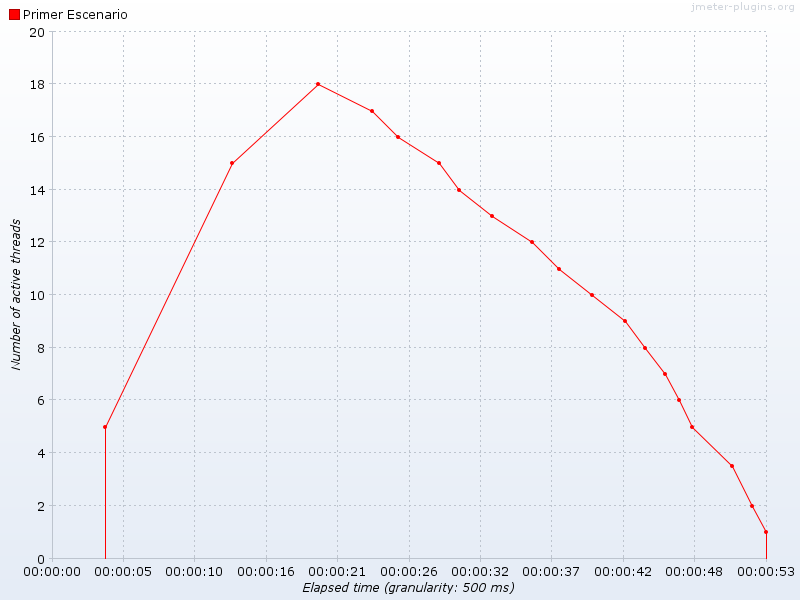 jmeter-plugins.org
Primer Escenario
20
18
16
14
12
10
8
6
4
2
0
Number of active threads
00:00:00 00:00:05 00:00:10 00:00:16 00:00:21 00:00:26 00:00:32 00:00:37 00:00:42 00:00:48 00:00:53
Elapsed time (granularity: 500 ms)